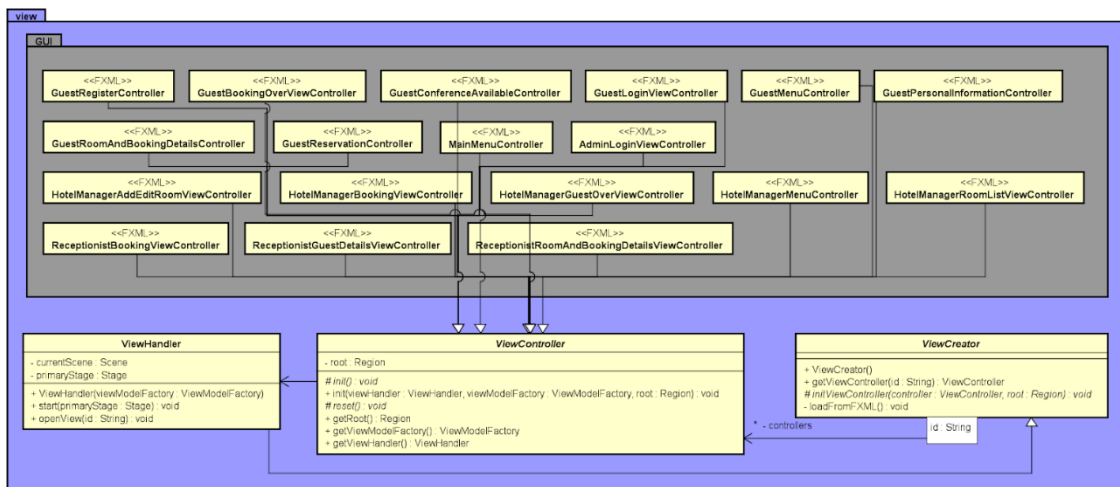 view
GUI
<<FXML>> <<FXML>> <<FXML>> <<FXML>> <<FXML>> <<FXML>>
GuestRegisterController GuestBookingOverViewController GuestConferenceAvailableController GuestLoginViewController GuestMenuController GuestPersonalInformationController
<<FXML>> <<FXML>> <<FXML>> <<FXML>>
GuestRoomAndBookingDetailsController GuestReservationController MainMenuController AdminLoginViewController
<<FXML>> <<FXML>> <<FXML>> <<FXML>> <<FXML>>
HotelManagerAddEditRoomViewController HotelManagerBookingViewController HotelManagerGuestOverViewController HotelManagerMenuController HotelManagerRoomListViewController
<<FXML>> <<FXML>> <<FXML>>
ReceptionistBookingViewController ReceptionistGuestDetailsViewController ReceptionistRoomAndBookingDetailsViewController
ViewHandler
- currentScene : Scene
- primaryStage : Stage
+ ViewHandler(viewModelFactory : ViewModelFactory)
+ start(primaryStage : Stage) : void
+ openView(id : String) : void
ViewController
- root : Region
# init() : void
+ init(viewHandler : ViewHandler, viewModelFactory : ViewModelFactory, root : Region) : void
# reset() : void
+ getRoot() : Region
+ getViewModelFactory() : ViewModelFactory
+ getViewHandler() : ViewHandler
ViewCreator
+ ViewCreator()
+ getViewController(id : String) : ViewController
# initViewController(controller : ViewController, root : Region) : void
- loadFromFXML() : void
* - controllers
id : String